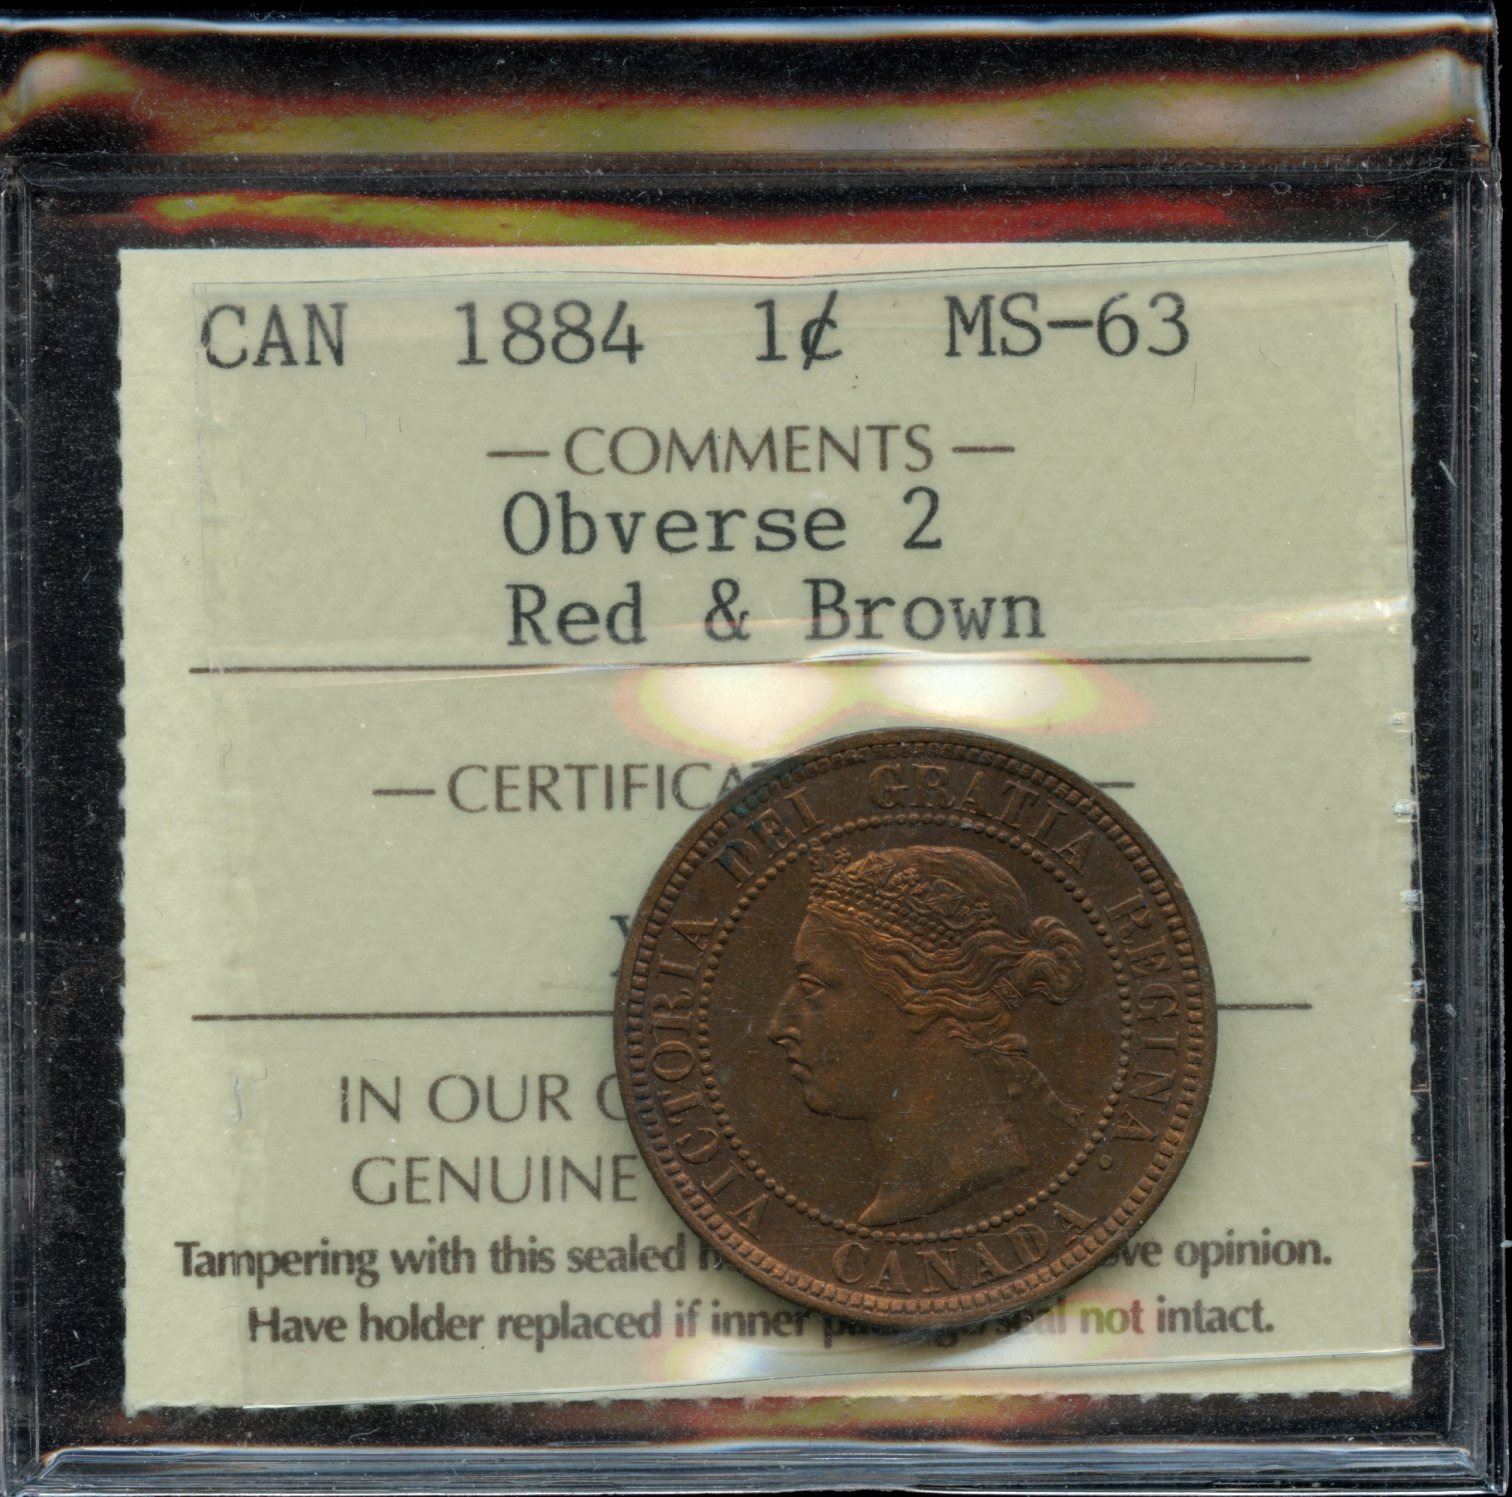 CAN 1884 1¢ MS-63
— COMMENTS —
Obverse 2
Red & Brown
IN OUR
GENUINE
Tampering with this sealed opinion.
Have holder replaced if inner seal not intact.
VICTORIA DEI GRATIA REGINA.
CANADA